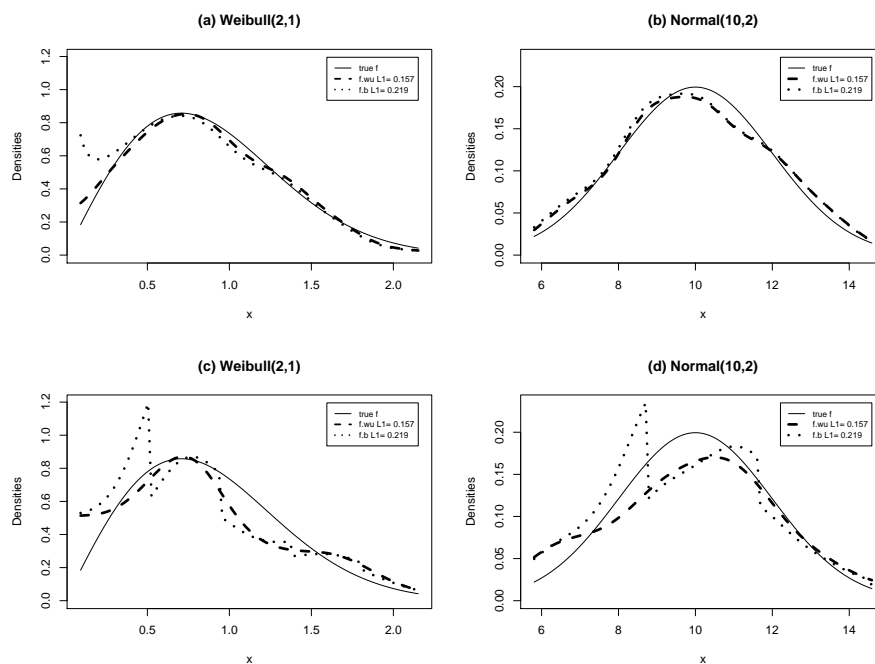 (a) Weibull(2,1)
Densities
1.2
1.0
0.8
0.6
0.4
0.2
0.0
true f
f.wu L1= 0.157
f.b L1= 0.219
0.5 1.0 1.5 2.0
x
(b) Normal(10,2)
Densities
0.20
0.15
0.10
0.05
0.00
true f
f.wu L1= 0.157
f.b L1= 0.219
6 8 10 12 14
x
(c) Weibull(2,1)
Densities
1.2
1.0
0.8
0.6
0.4
0.2
0.0
true f
f.wu L1= 0.157
f.b L1= 0.219
0.5 1.0 1.5 2.0
x
(d) Normal(10,2)
Densities
0.20
0.15
0.10
0.05
0.00
true f
f.wu L1= 0.157
f.b L1= 0.219
6 8 10 12 14
x